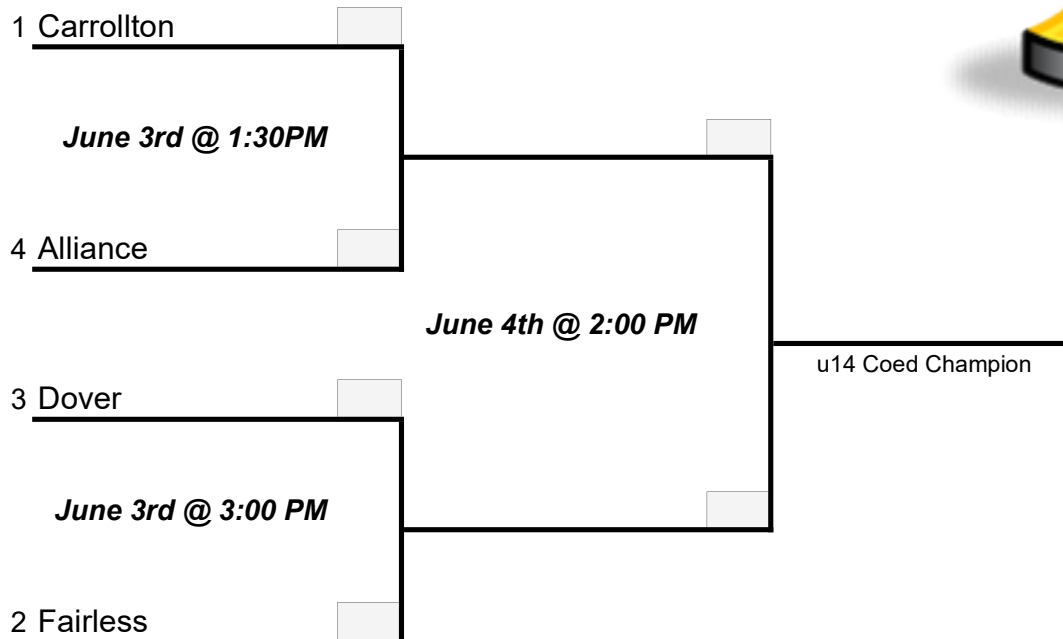 1 Carrollton
June 3rd @ 1:30PM
4 Alliance
June 4th @ 2:00 PM
u14 Coed Champion
3 Dover
June 3rd @ 3:00 PM
2 Fairless